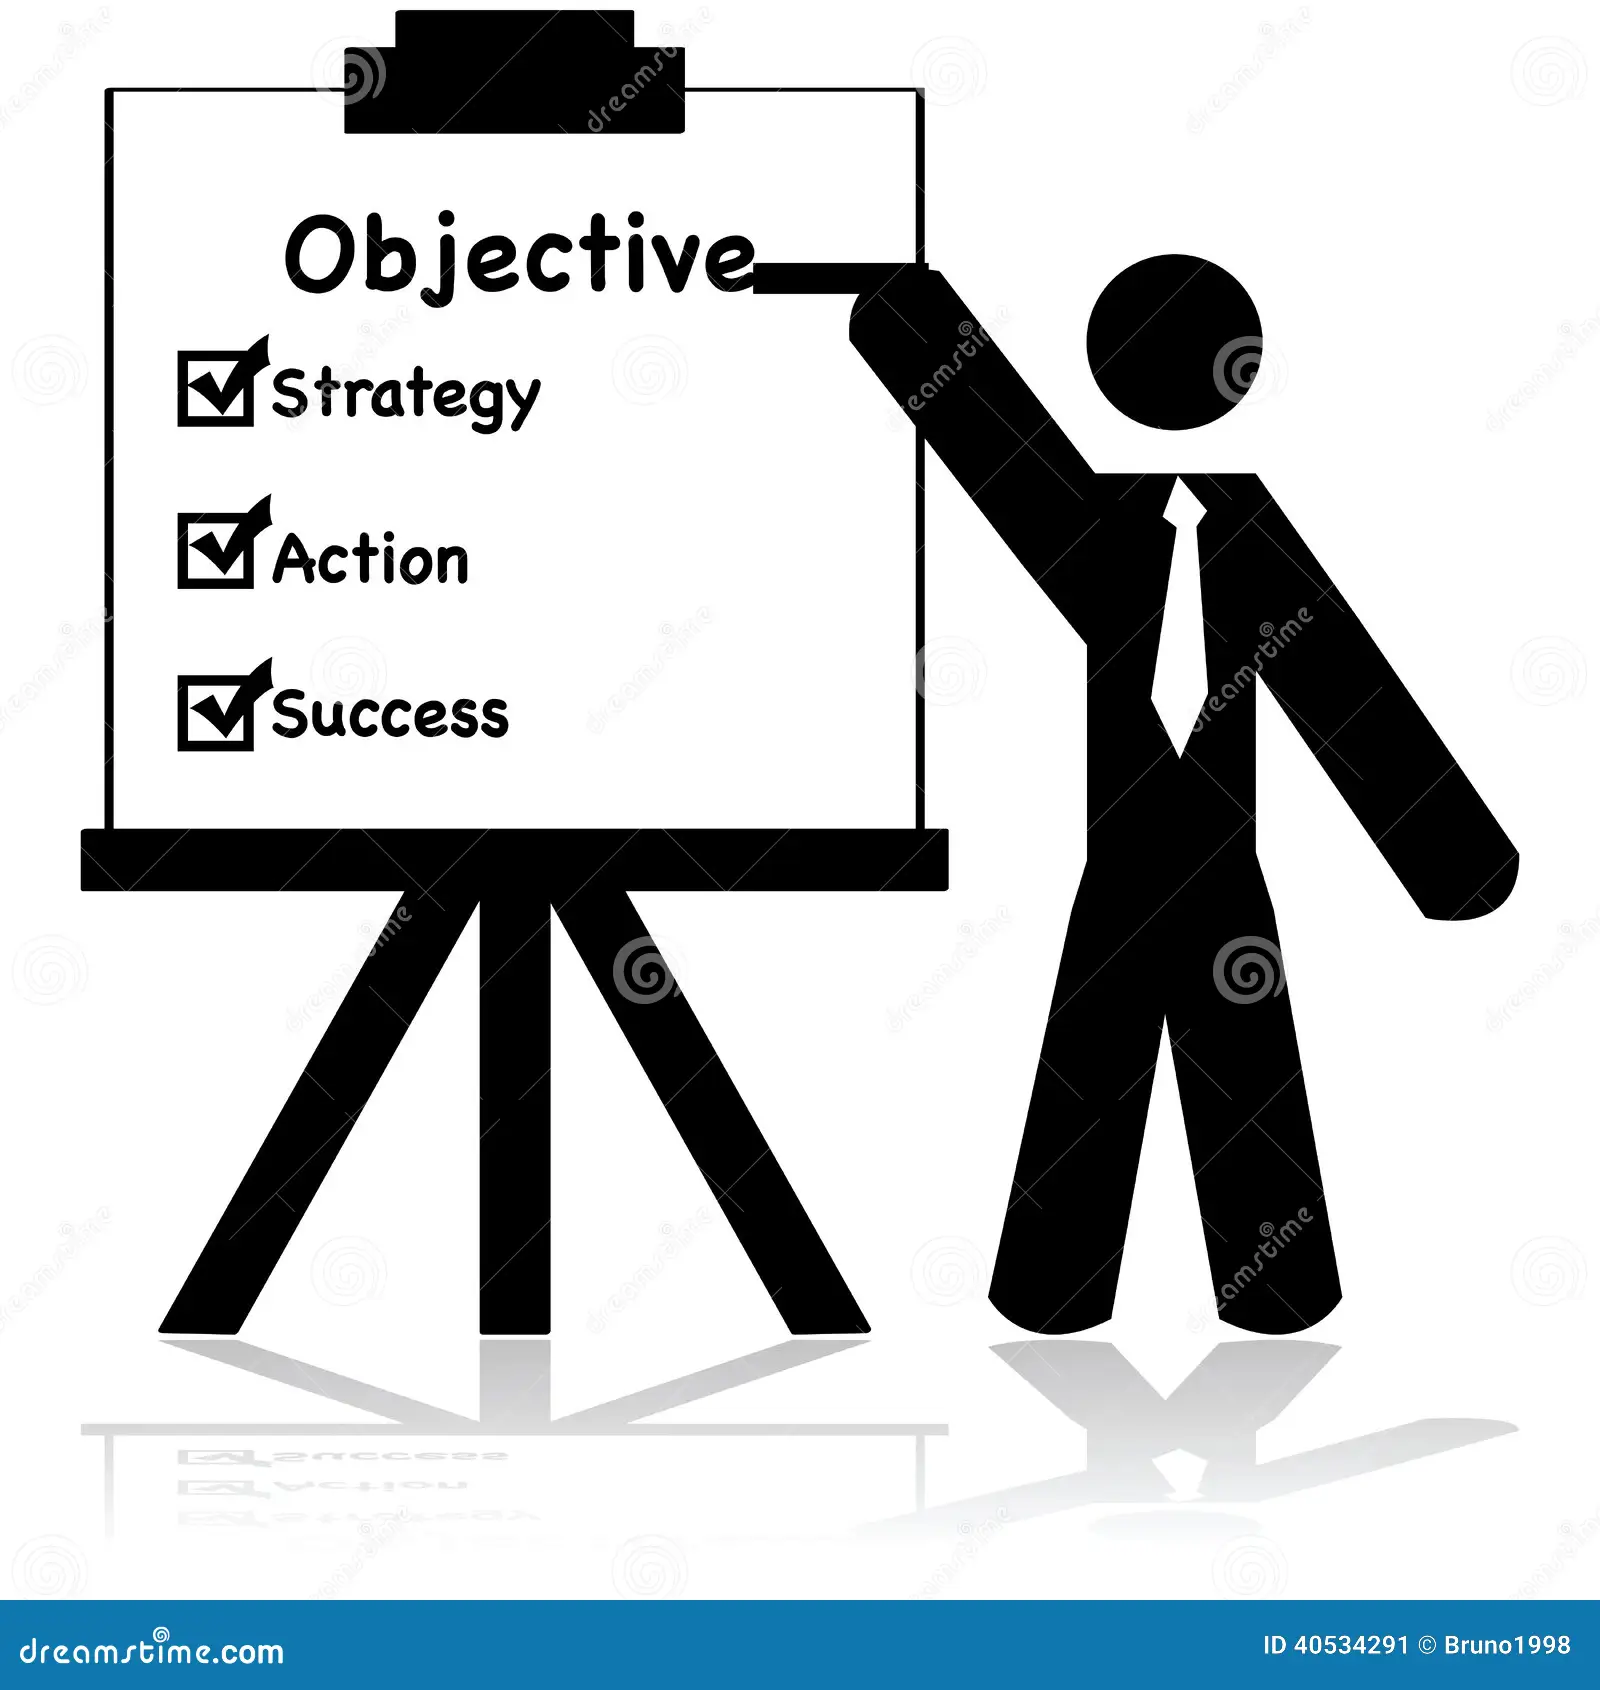 Objective
Strategy
Action
Success
dreamstime.com
ID 40534291 © Bruno1998